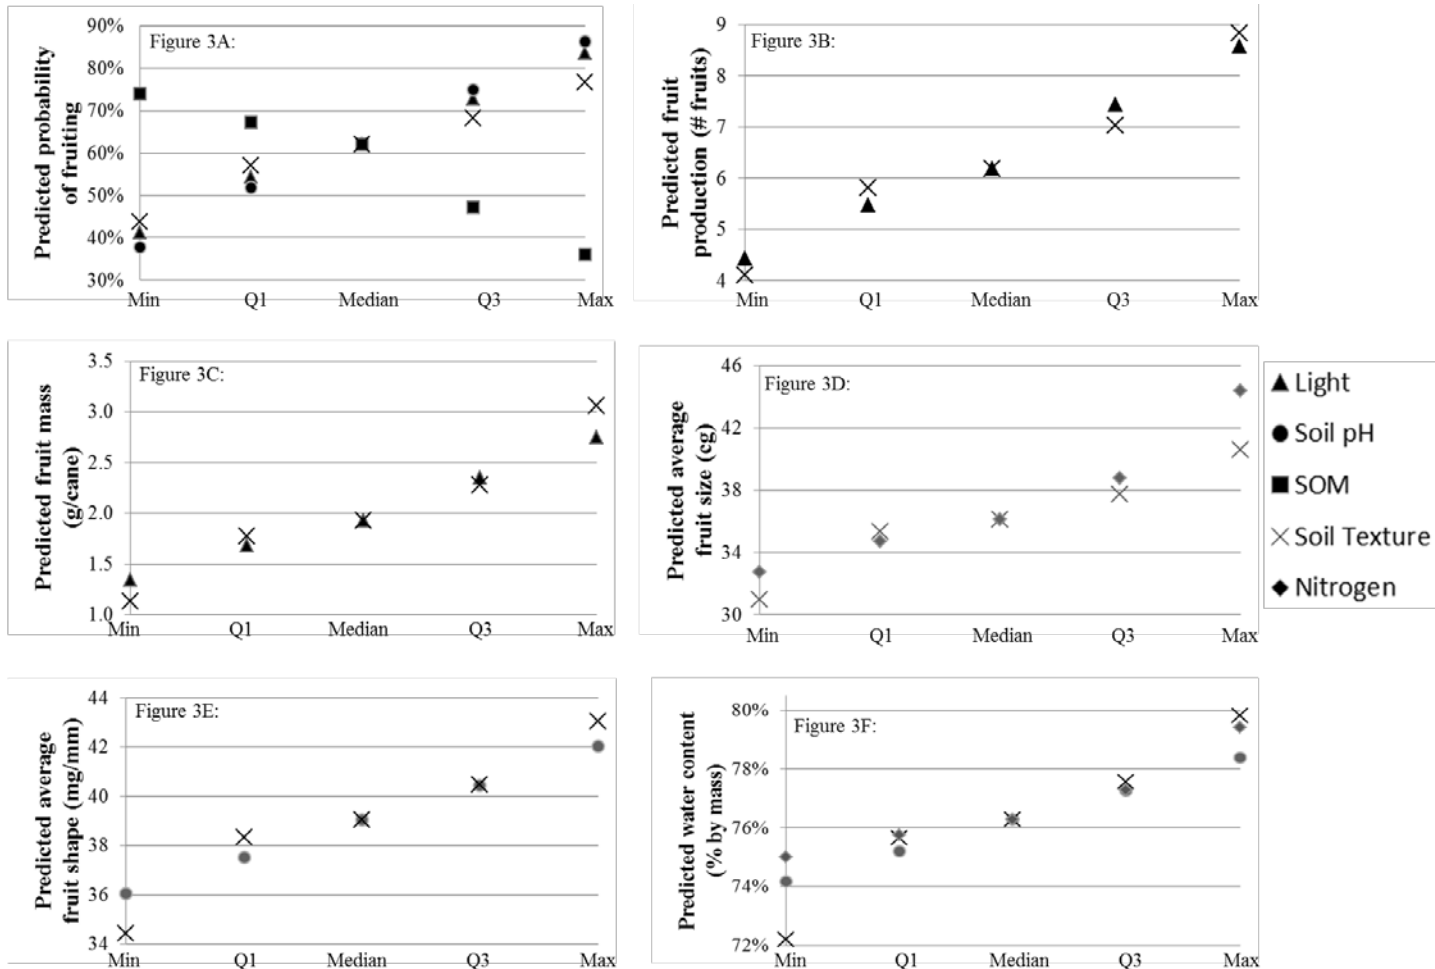 Figure 3A:
Predicted probability
of fruiting
90%
80%
70%
60%
50%
40%
30%
Min Q1 Median Q3 Max
Figure 3B:
Predicted fruit
production (# fruits)
9
8
7
6
5
4
Min Q1 Median Q3 Max
Figure 3C:
Predicted fruit mass
(g/cane)
3.5
3.0
2.5
2.0
1.5
1.0
Min Q1 Median Q3 Max
Figure 3D:
Predicted average
fruit size (cg)
46
42
38
34
30
Min Q1 Median Q3 Max
Light
Soil pH
SOM
Soil Texture
Nitrogen
Figure 3E:
Predicted average
fruit shape (mg/mm)
44
42
40
38
36
34
Min Q1 Median Q3 Max
Figure 3F:
Predicted water content
(% by mass)
80%
78%
76%
74%
72%
Min Q1 Median Q3 Max